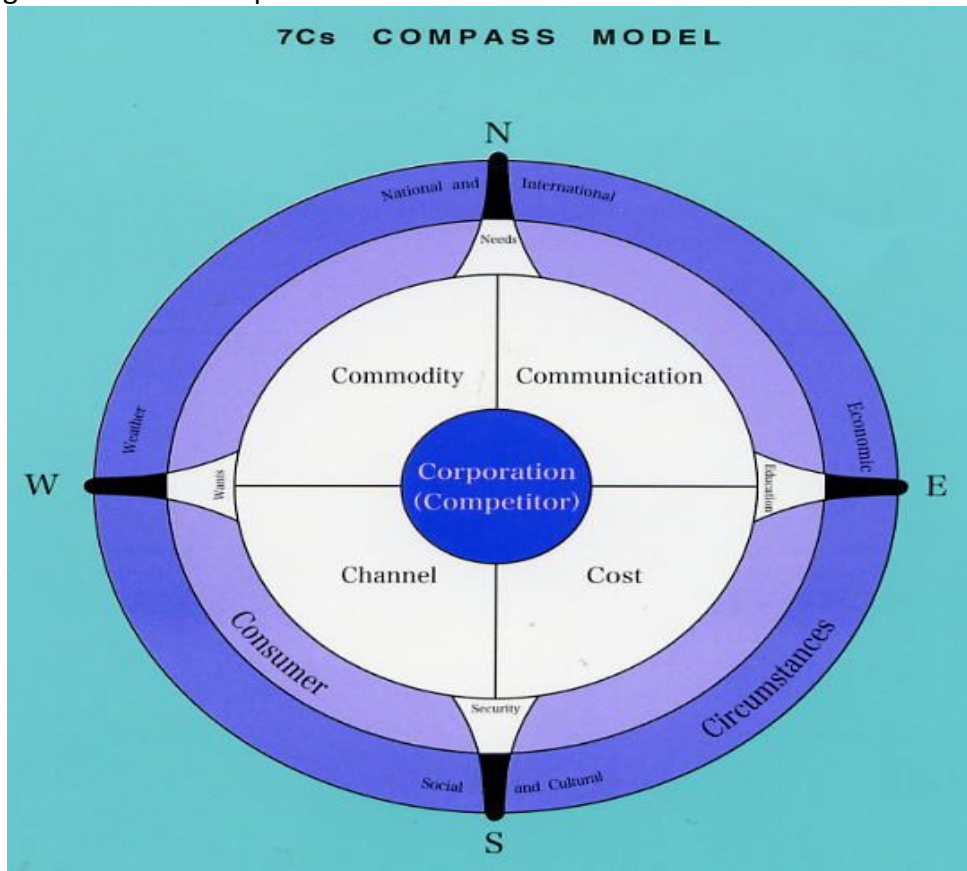 7Cs COMPASS MODEL
N
National and International
Needs
Commodity Communication
Weather
Economic
W
Wants
Corporation
(Competitor)
Education
E
Channel Cost
Consumer
Circumstances
Security
Social and Cultural
S